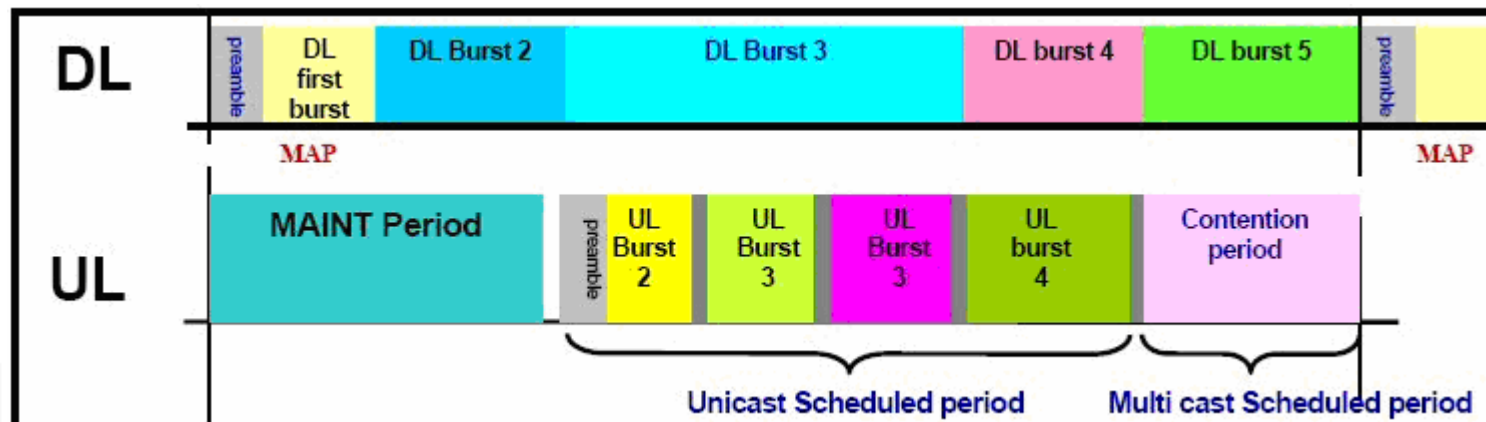 DL
preamble
DL
first
burst
DL Burst 2
DL Burst 3
DL burst 4
DL burst 5
preamble
MAP
MAP
UL
MAINT Period
preamble
UL
Burst
2
UL
Burst
3
UL
Burst
3
UL
burst
4
Contention
period
Unicast Scheduled period
Multi cast Scheduled period